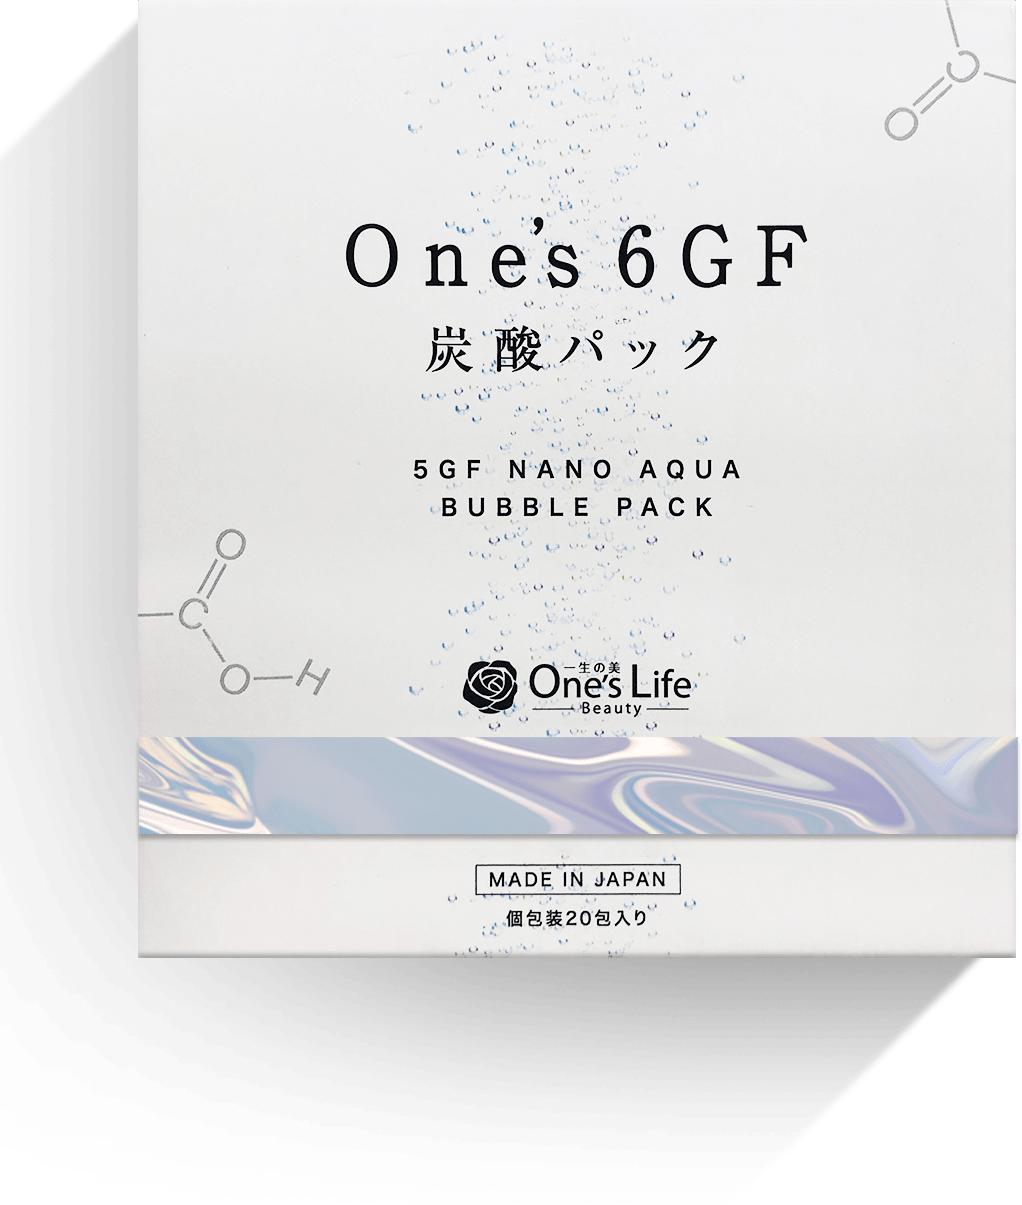 C
O
One's 6GF
炭酸パック
5GF NANO AQUA
BUBBLE PACK
O
C
O H
一生の美
One's Life
Beauty
MADE IN JAPAN
個包装20包入り